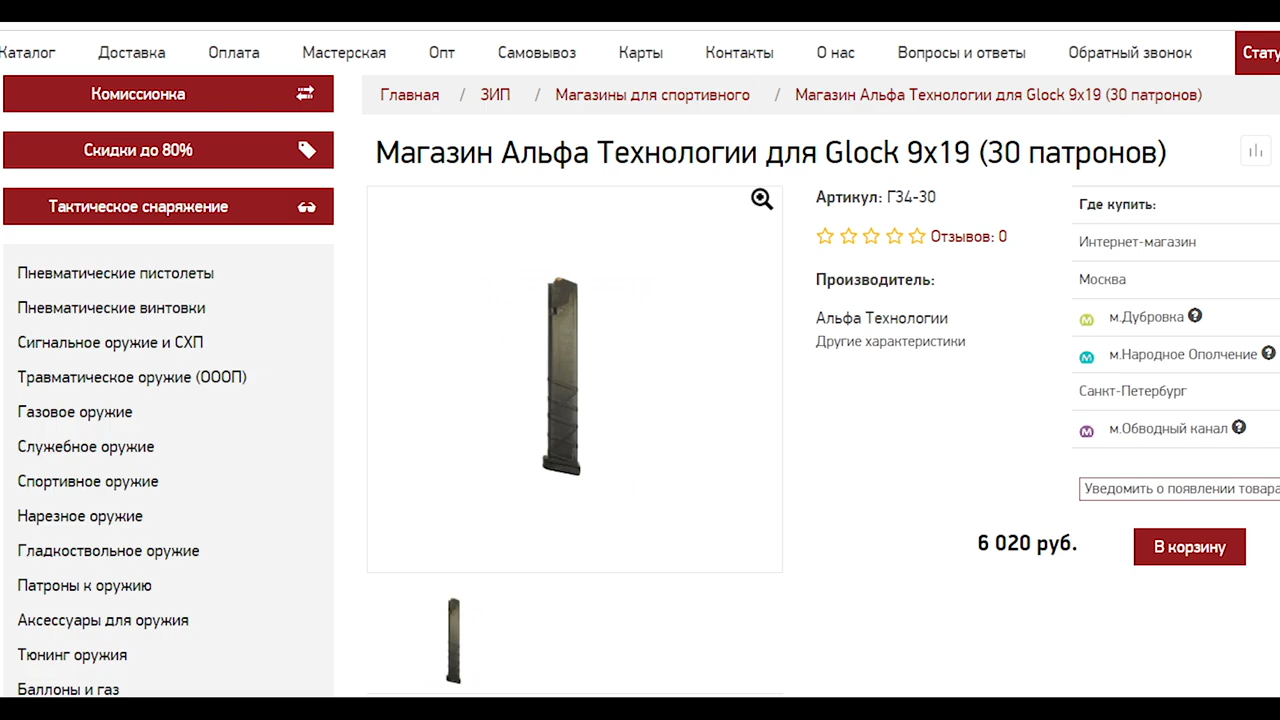 Каталог Доставка Оплата Мастерская Опт Самовывоз Карты Контакты О нас Вопросы и ответы Обратный звонок Стату
Комиссионка
Скидки до 80%
Тактическое снаряжение
Пневматические пистолеты
Пневматические винтовки
Сигнальное оружие и СХП
Травматическое оружие (ОООП)
Газовое оружие
Служебное оружие
Спортивное оружие
Нарезное оружие
Гладкоствольное оружие
Патроны к оружию
Аксессуары для оружия
Тюнинг оружия
Баллоны и газ
Главная / ЗИП / Магазины для спортивного / Магазин Альфа Технологии для Glock 9x19 (30 патронов)
Магазин Альфа Технологии для Glock 9x19 (30 патронов)
Артикул: Г34-30
Отзывов: 0
Производитель:
Альфа Технологии
Другие характеристики
Где купить:
Интернет-магазин
Москва
м.Дубровка
м.Народное Ополчение
Санкт-Петербург
м.Обводный канал
Уведомить о появлении товара
6 020 руб.
В корзину